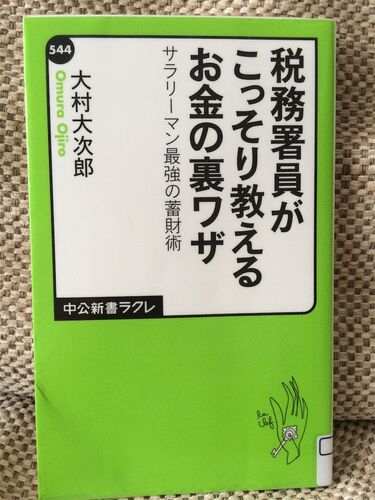 税務署員が
こっそり教える
お金の裏ワザ
サラリーマン最強の蓄財術
544
大村大次郎
Omura Ojiro
中公新書ラクレ
la
clef